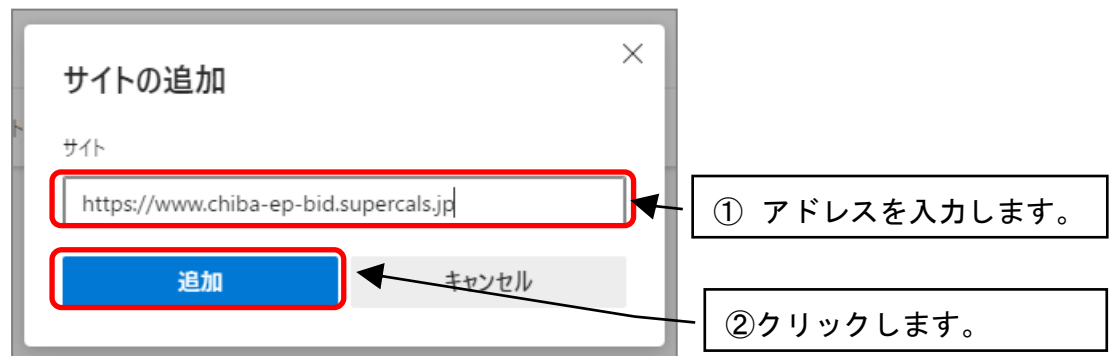 サイトの追加
サイト
https://www.chiba-ep-bid.supercals.jp
① アドレスを入力します。
追加
キャンセル
②クリックします。